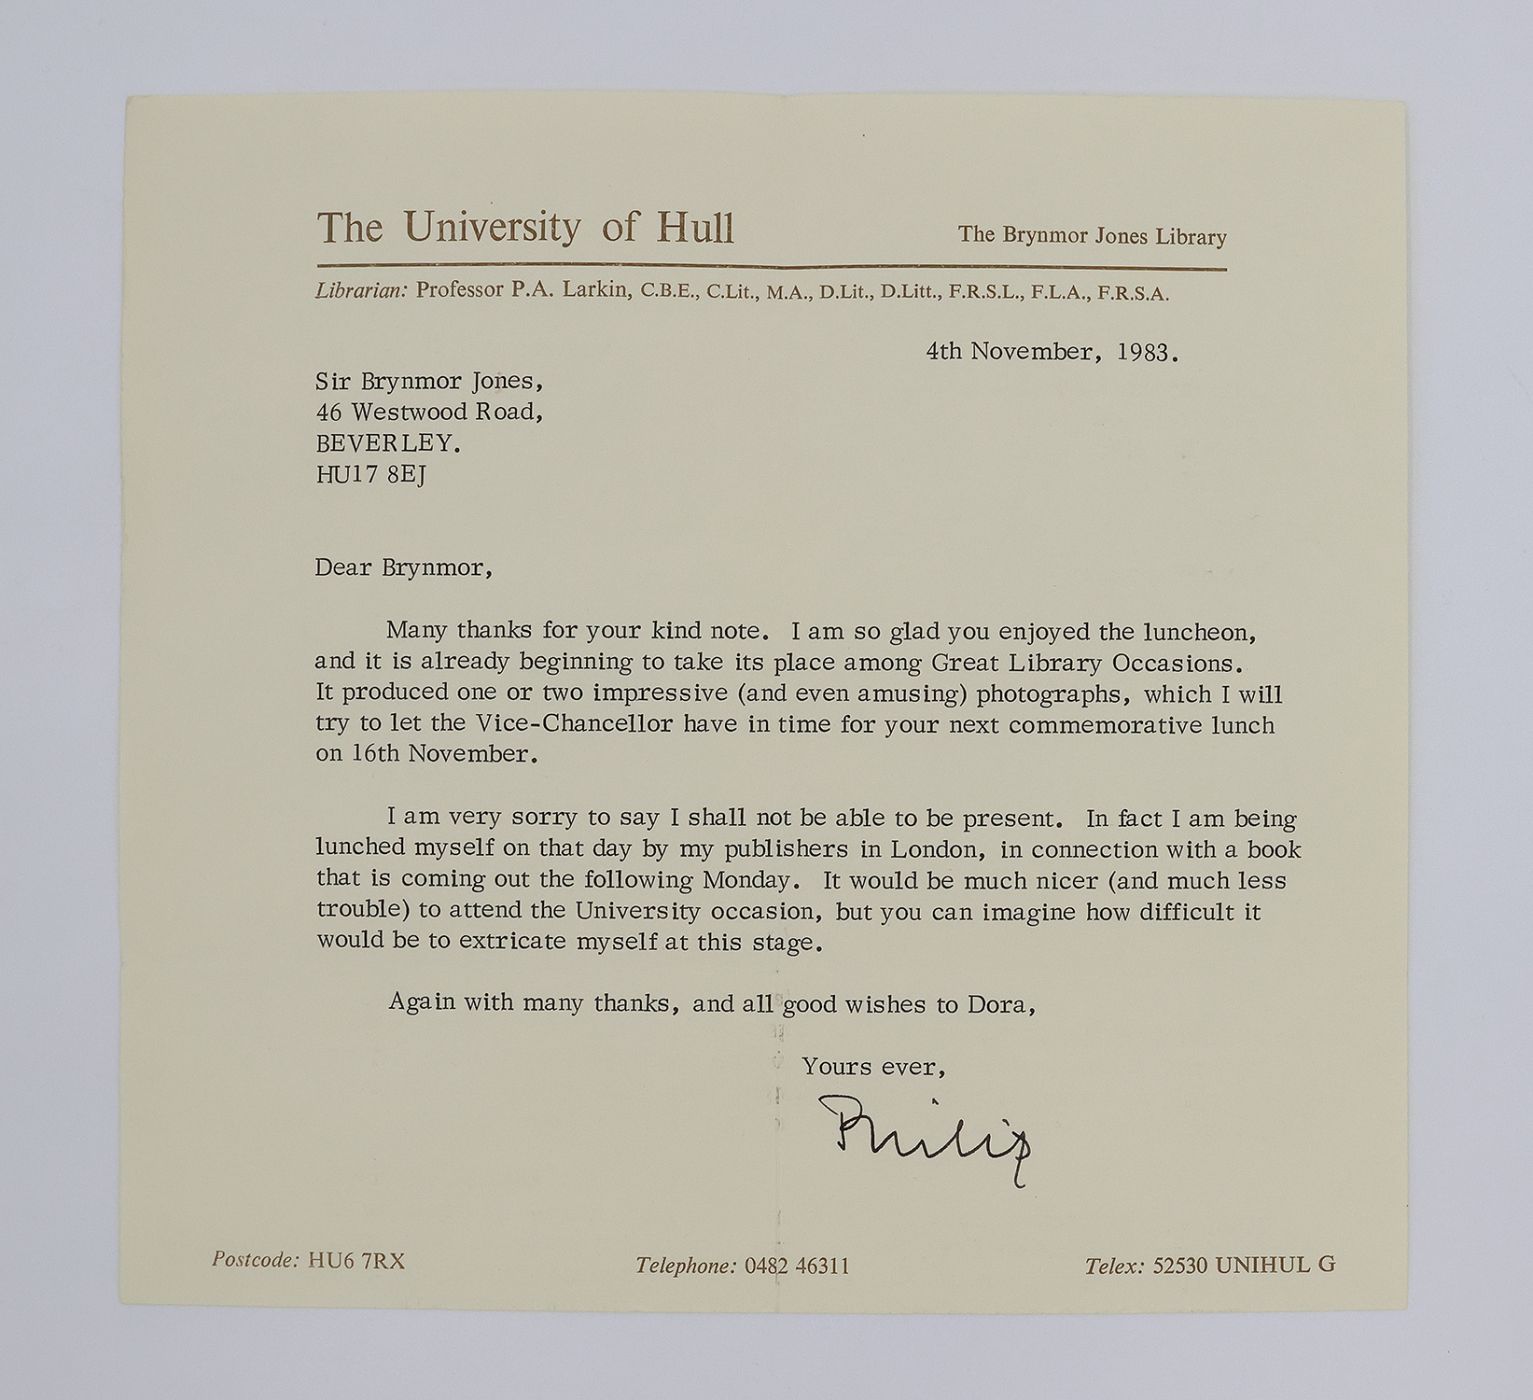 The University of Hull The Brynmor Jones Library
Librarian: Professor P.A. Larkin, C.B.E., C.Lit., M.A., D.Lit., D.Litt., F.R.S.L., F.L.A., F.R.S.A.
4th November, 1983.
Sir Brynmor Jones,
46 Westwood Road,
BEVERLEY.
HU17 8EJ
Dear Brynmor,
Many thanks for your kind note. I am so glad you enjoyed the luncheon,
and it is already beginning to take its place among Great Library Occasions.
It produced one or two impressive (and even amusing) photographs, which I will
try to let the Vice-Chancellor have in time for your next commemorative lunch
on 16th November.
I am very sorry to say I shall not be able to be present. In fact I am being
lunched myself on that day by my publishers in London, in connection with a book
that is coming out the following Monday. It would be much nicer (and much less
trouble) to attend the University occasion, but you can imagine how difficult it
would be to extricate myself at this stage.
Again with many thanks, and all good wishes to Dora,
Yours ever,
Philip
Postcode: HU6 7RX Telephone: 0482 46311 Telex: 52530 UNIHUL G